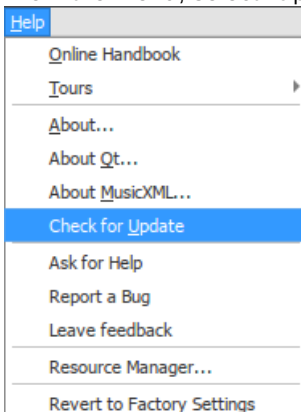 Help
Online Handbook
Tours
About...
About Qt...
About MusicXML...
Check for Update
Ask for Help
Report a Bug
Leave feedback
Resource Manager...
Revert to Factory Settings